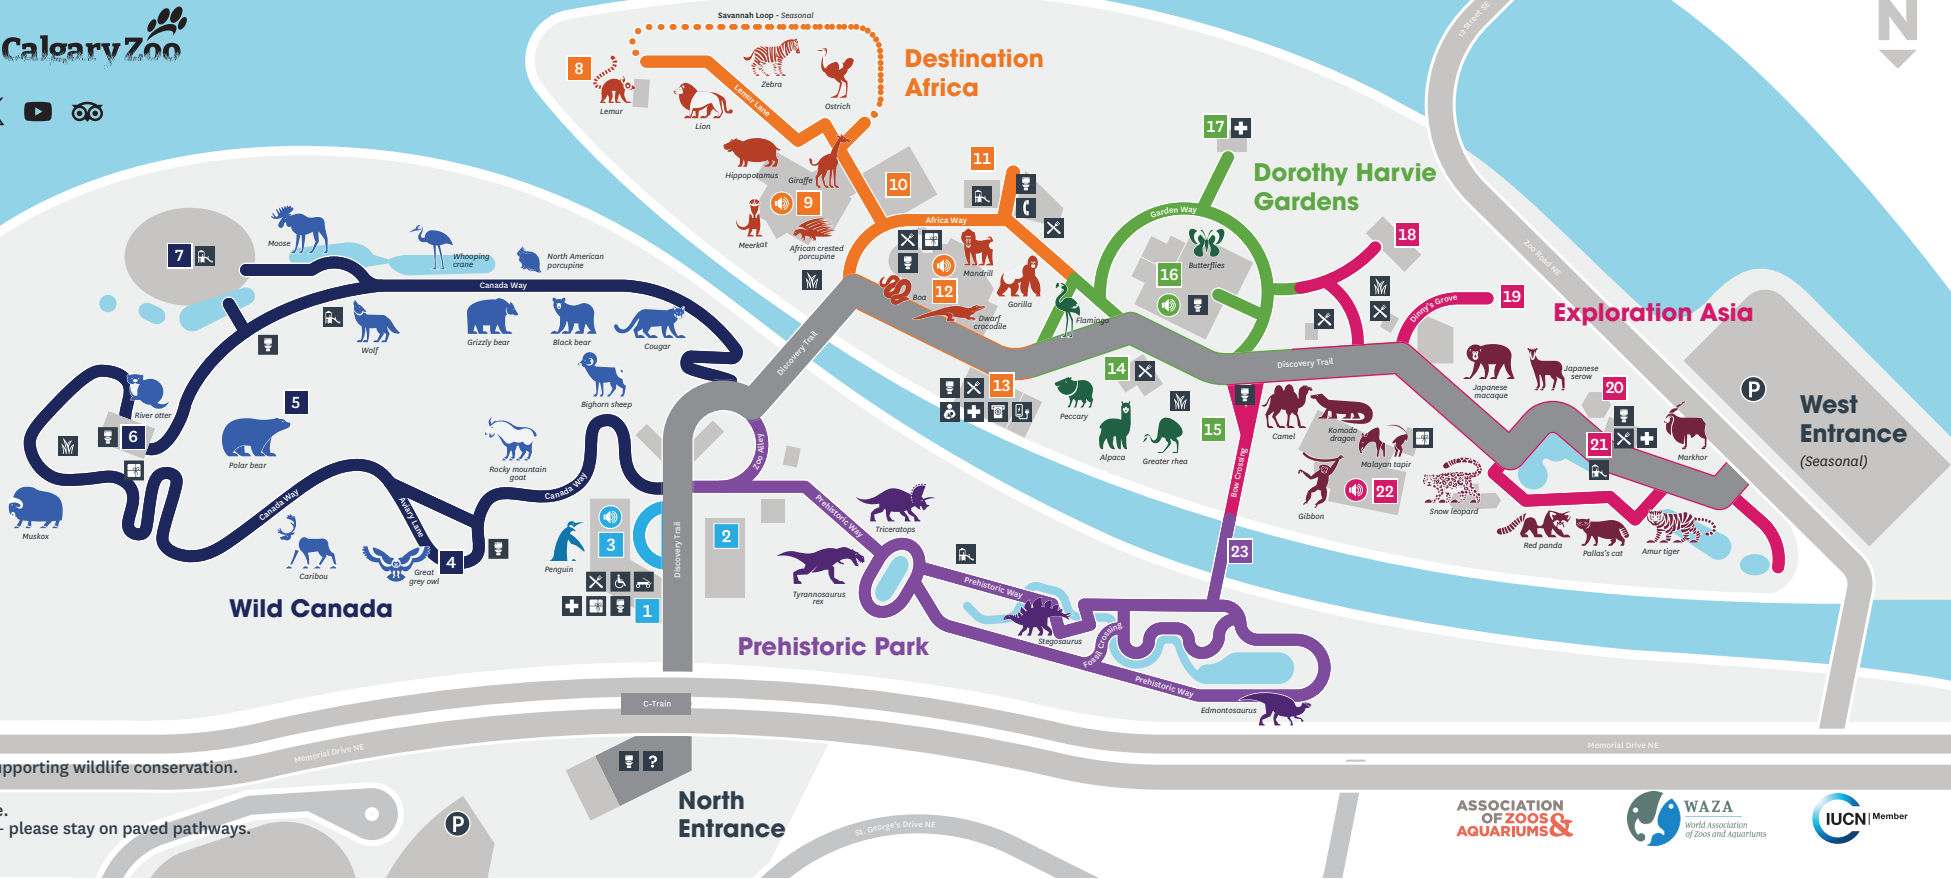 Calgary Zoo
Savannah Loop - Seasonal
13 Street SE
N
Destination
Africa
8
Lemur
Lion
Zebra
Ostrich
Lemur Lane
Hippopotamus
Giraffe
9
10
11
Meerkat
African crested
porcupine
Africa Way
Mandrill
Boa
12
Gorilla
Dwarf
crocodile
Flamingo
17
Dorothy Harvie
Gardens
Garden Way
Butterflies
16
18
Zoo Road NE
Dinny's Grove
19
Exploration Asia
7
Moose
Whooping
crane
North American
porcupine
Canada Way
Wolf
Grizzly bear
Black bear
Cougar
Bighorn sheep
Discovery Trail
River otter
5
6
Polar bear
Rocky mountain
goat
Canada Way
Canada Way
Aviary Lane
Muskox
Caribou
Great
grey owl
4
Wild Canada
Penguin
3
1
2
Discovery Trail
Zoo Alley
Prehistoric Way
Triceratops
Tyrannosaurus
rex
Prehistoric Park
Prehistoric Way
Stegosaurus
Fossil Crossing
Prehistoric Way
Edmontosaurus
13
14
Peccary
Alpaca
Greater rhea
15
Discovery Trail
Bow Crossing
23
Camel
Komodo
dragon
Malayan tapir
Gibbon
22
Japanese
macaque
Japanese
serow
20
21
Markhor
Snow leopard
Red panda
Pallas's cat
Amur tiger
P
West
Entrance
(Seasonal)
C-Train
Memorial Drive NE
Memorial Drive NE
?
North
Entrance
P
St. George's Drive NE
upporting wildlife conservation.
e.
- please stay on paved pathways.
ASSOCIATION
OF ZOOS
AQUARIUMS &
WAZA
World Association
of Zoos and Aquariums
IUCN Member